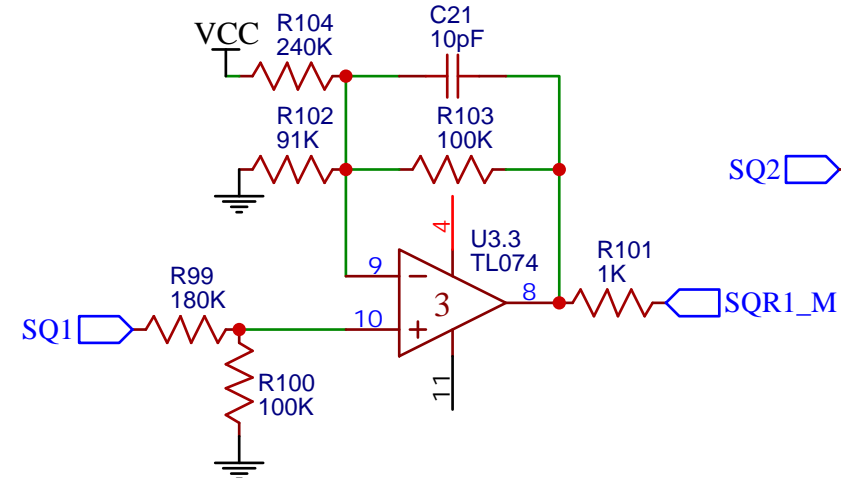 VCC
R104
240K
C21
10pF
R102
91K
R103
100K
SQ2
4
U3.3
TL074
9
3
8
R101
1K
SQR1_M
R99
180K
SQ1
10
11
R100
100K